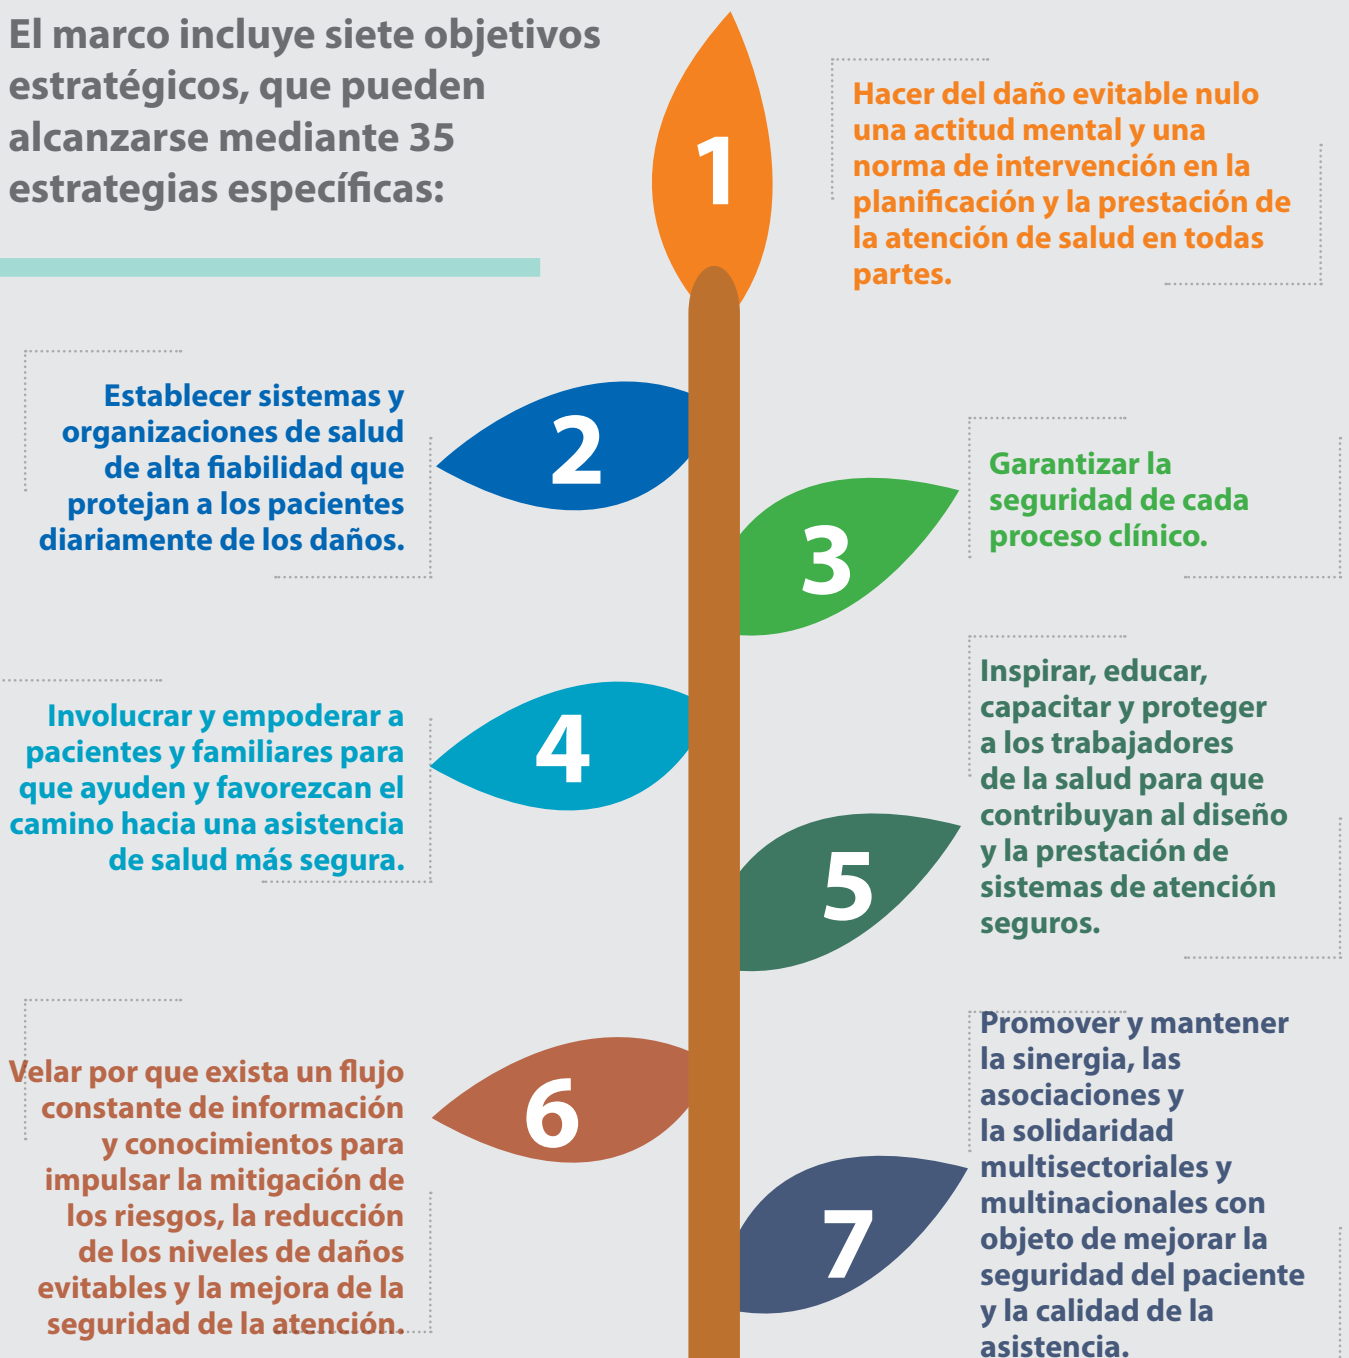 El marco incluye siete objetivos
estratégicos, que pueden
alcanzarse mediante 35
estrategias específicas:
1
Hacer del daño evitable nulo
una actitud mental y una
norma de intervención en la
planificación y la prestación de
la atención de salud en todas
partes.
2
Establecer sistemas y
organizaciones de salud
de alta fiabilidad que
protejan a los pacientes
diariamente de los daños.
3
Garantizar la
seguridad de cada
proceso clínico.
4
Involucrar y empoderar a
pacientes y familiares para
que ayuden y favorezcan el
camino hacia una asistencia
de salud más segura.
5
Inspirar, educar,
capacitar y proteger
a los trabajadores
de la salud para que
contribuyan al diseño
y la prestación de
sistemas de atención
seguros.
6
Velar por que exista un flujo
constante de información
y conocimientos para
impulsar la mitigación de
los riesgos, la reducción
de los niveles de daños
evitables y la mejora de la
seguridad de la atención.
7
Promover y mantener
la sinergia, las
asociaciones y
la solidaridad
multisectoriales y
multinacionales con
objeto de mejorar la
seguridad del paciente
y la calidad de la
asistencia.